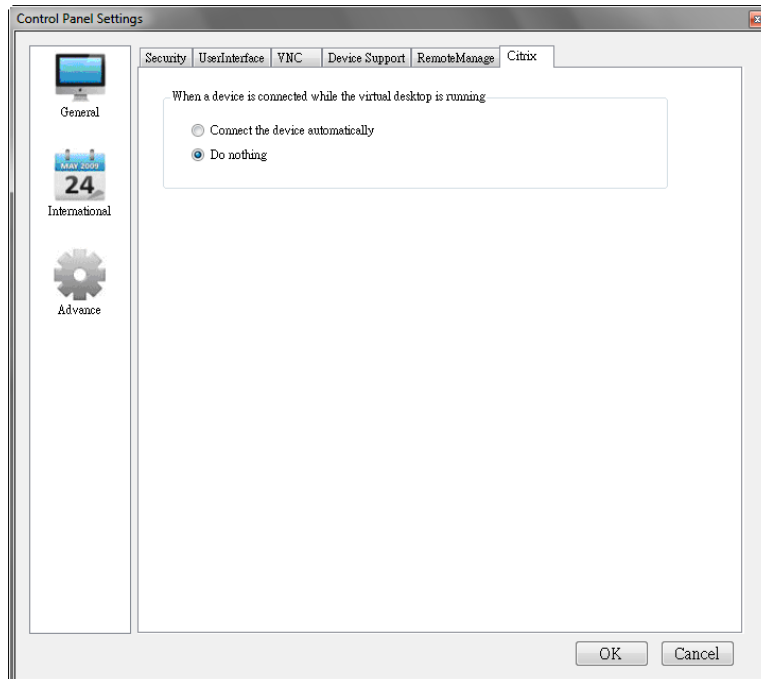 Control Panel Settings
General
MAY 2009
24
International
Advance
Security UserInterface VNC Device Support RemoteManage Citrix
When a device is connected while the virtual desktop is running
Connect the device automatically
Do nothing
OK Cancel